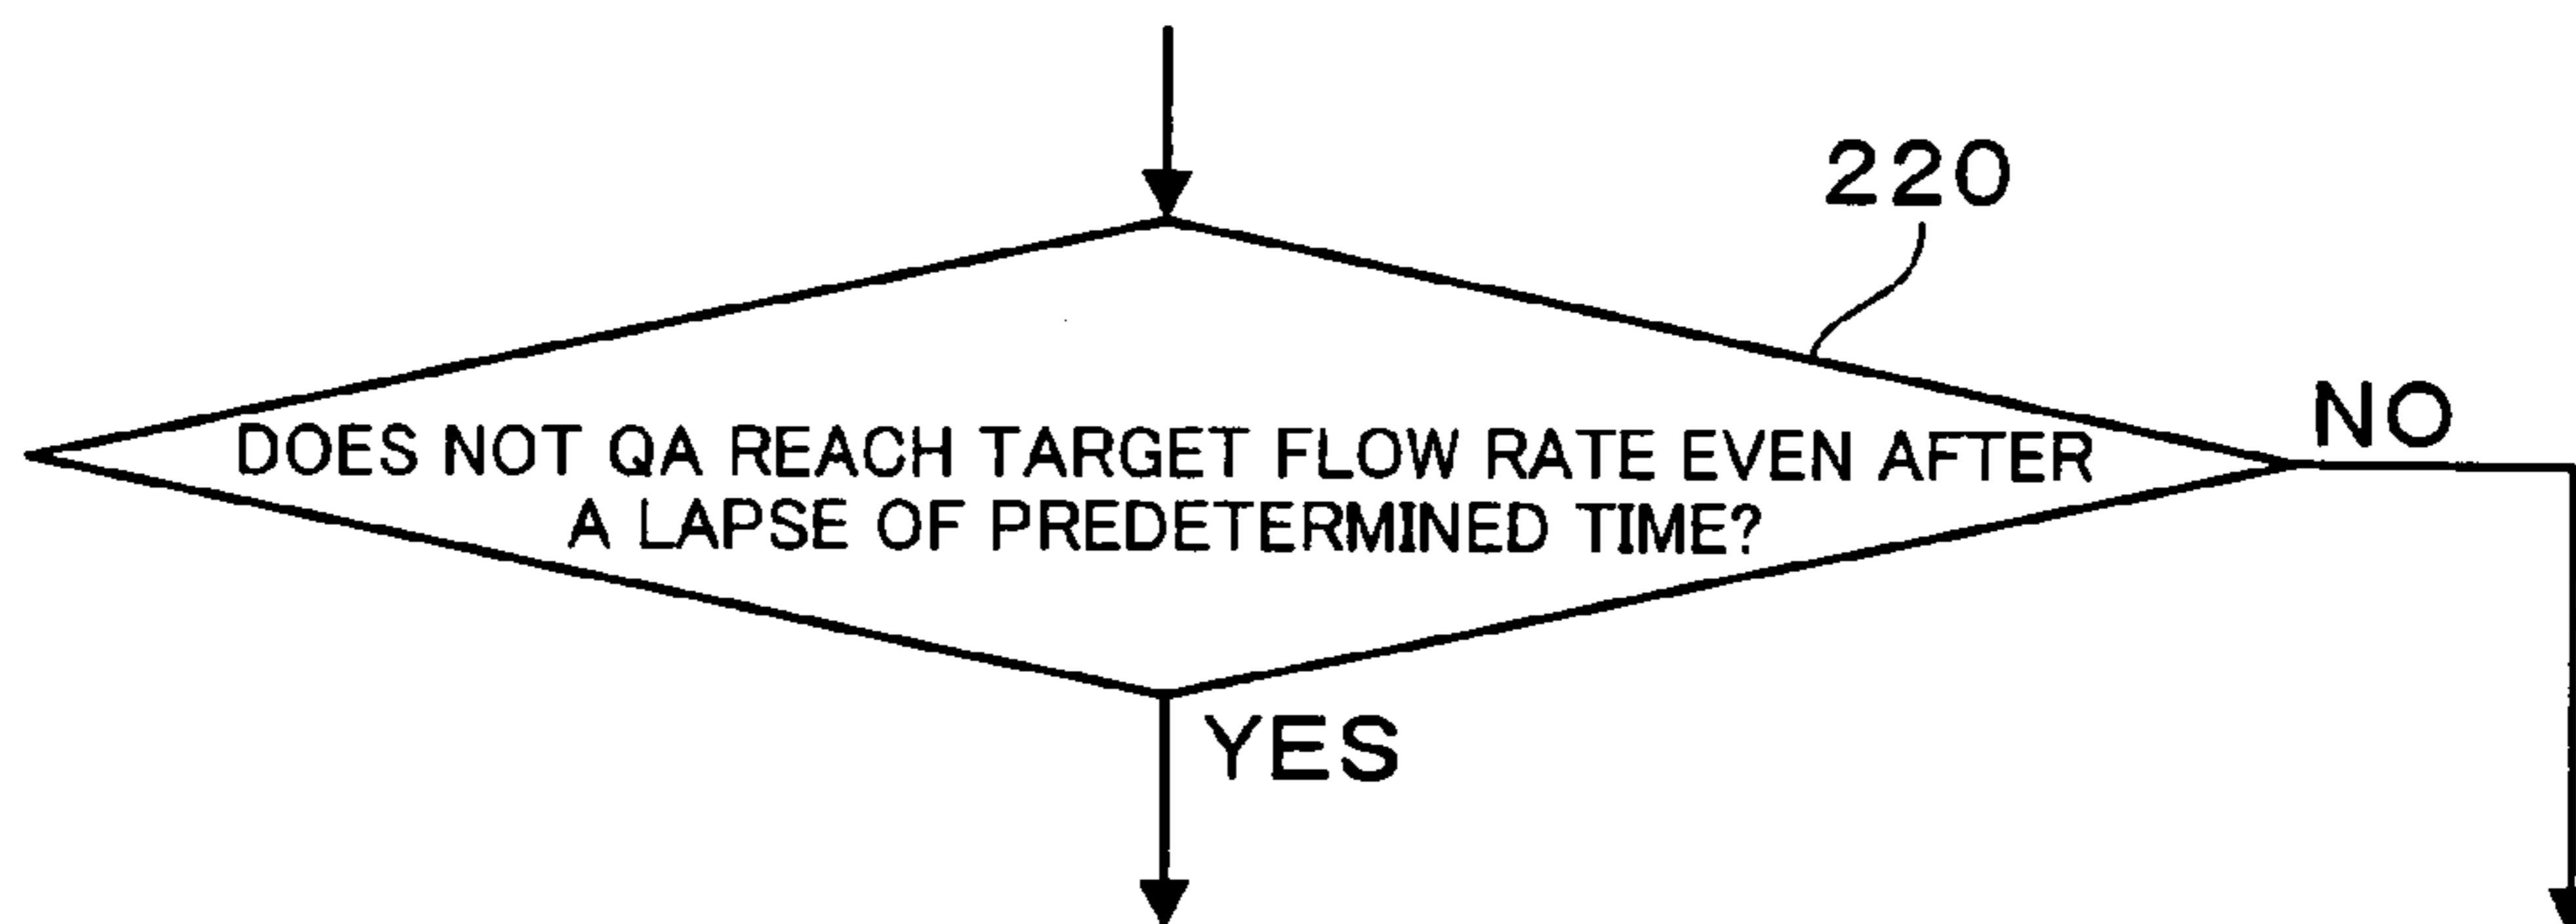 220
DOES NOT QA REACH TARGET FLOW RATE EVEN AFTER
A LAPSE OF PREDETERMINED TIME?
NO
YES